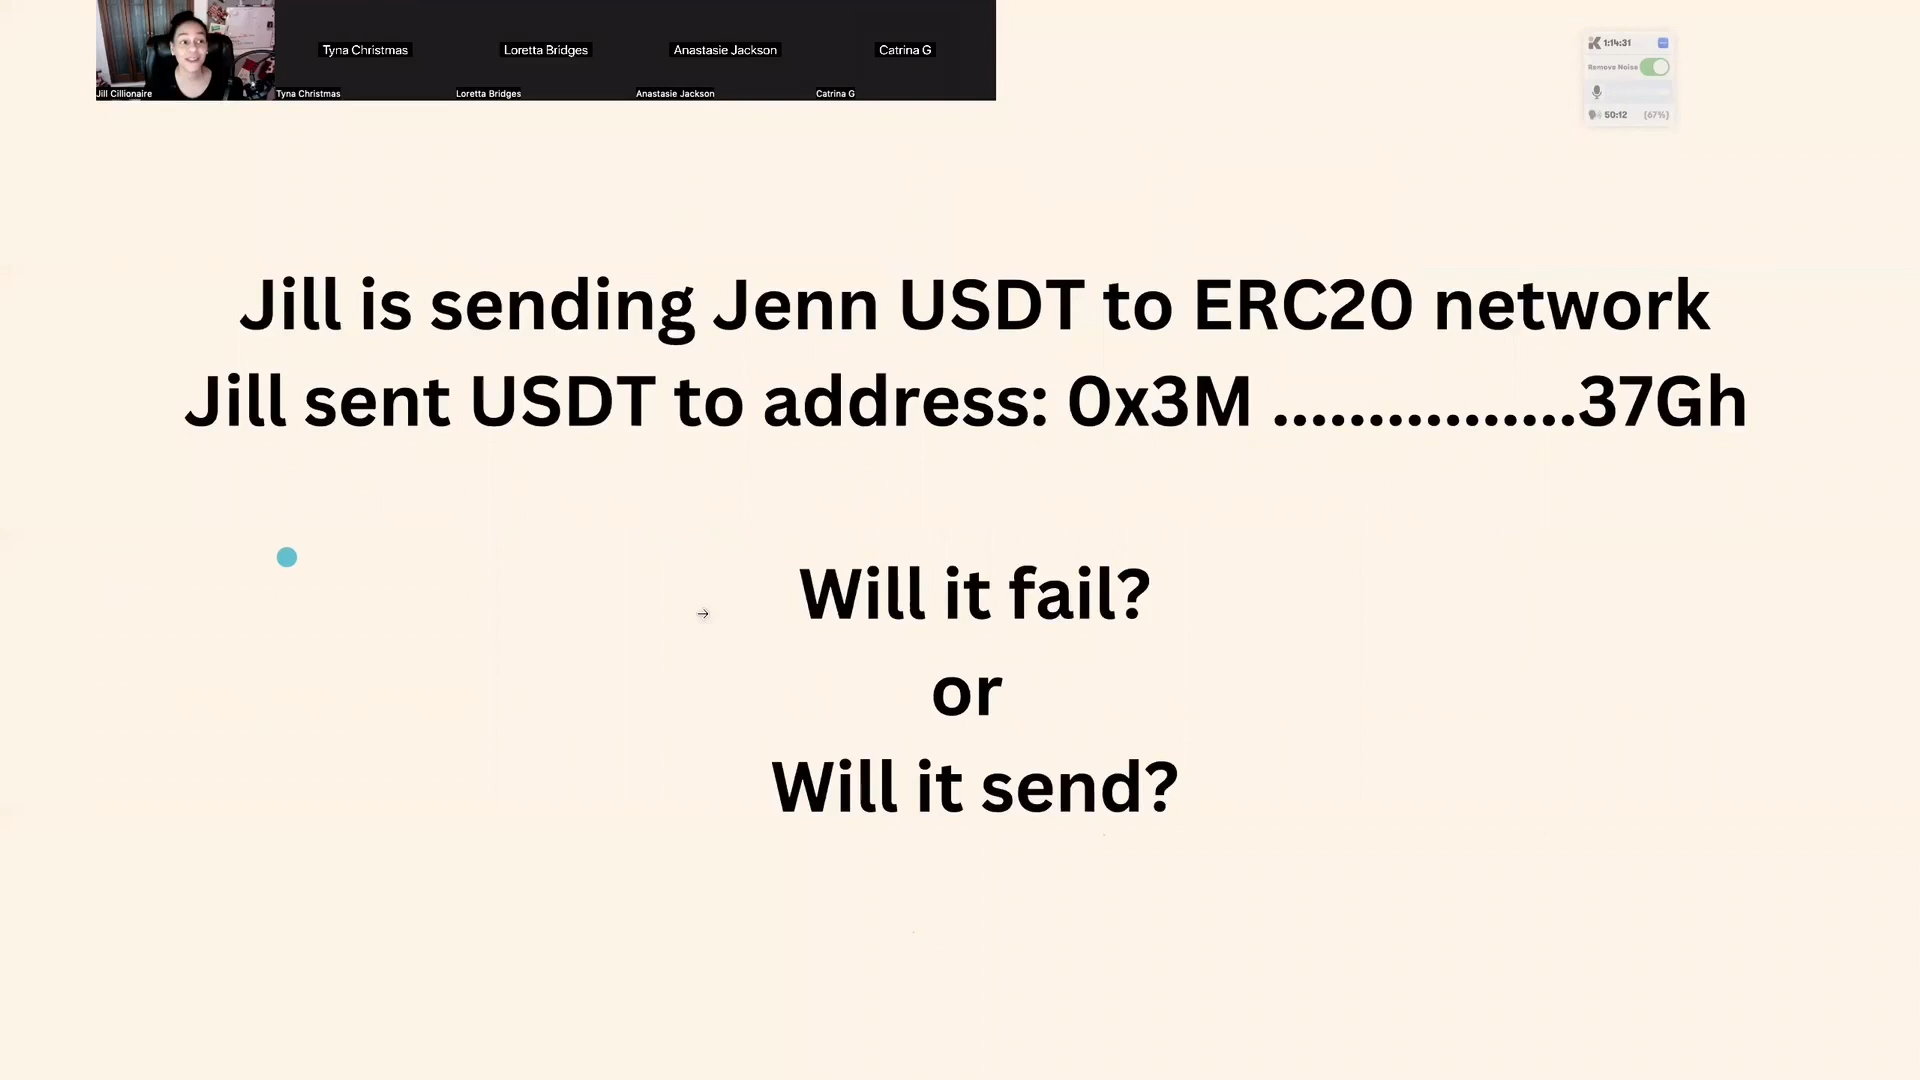 Tyna Christmas
Loretta Bridges
Anastasie Jackson
Catrina G
Jill Cillionaire
Tyna Christmas
Loretta Bridges
Anastasie Jackson
Catrina G
1:14:31
Remove Noise
50:12 (67%)
Jill is sending Jenn USDT to ERC20 network
Jill sent USDT to address: 0x3M ................37Gh
Will it fail?
or
Will it send?